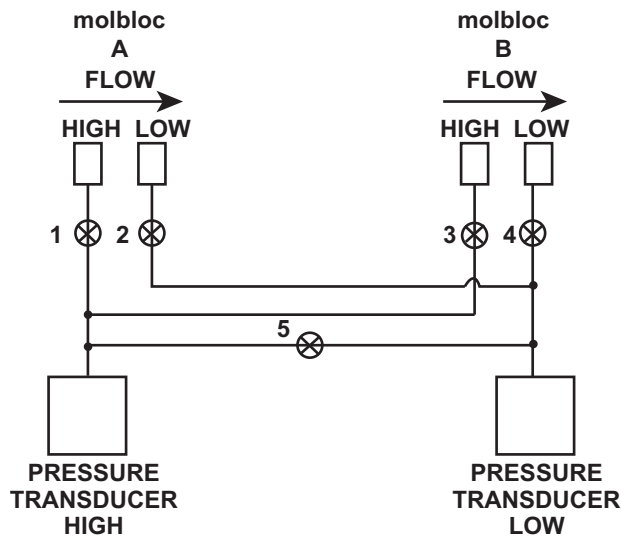 molbloc
A
FLOW
HIGH LOW
molbloc
B
FLOW
HIGH LOW
1
2
3
4
5
PRESSURE
TRANSDUCER
HIGH
PRESSURE
TRANSDUCER
LOW